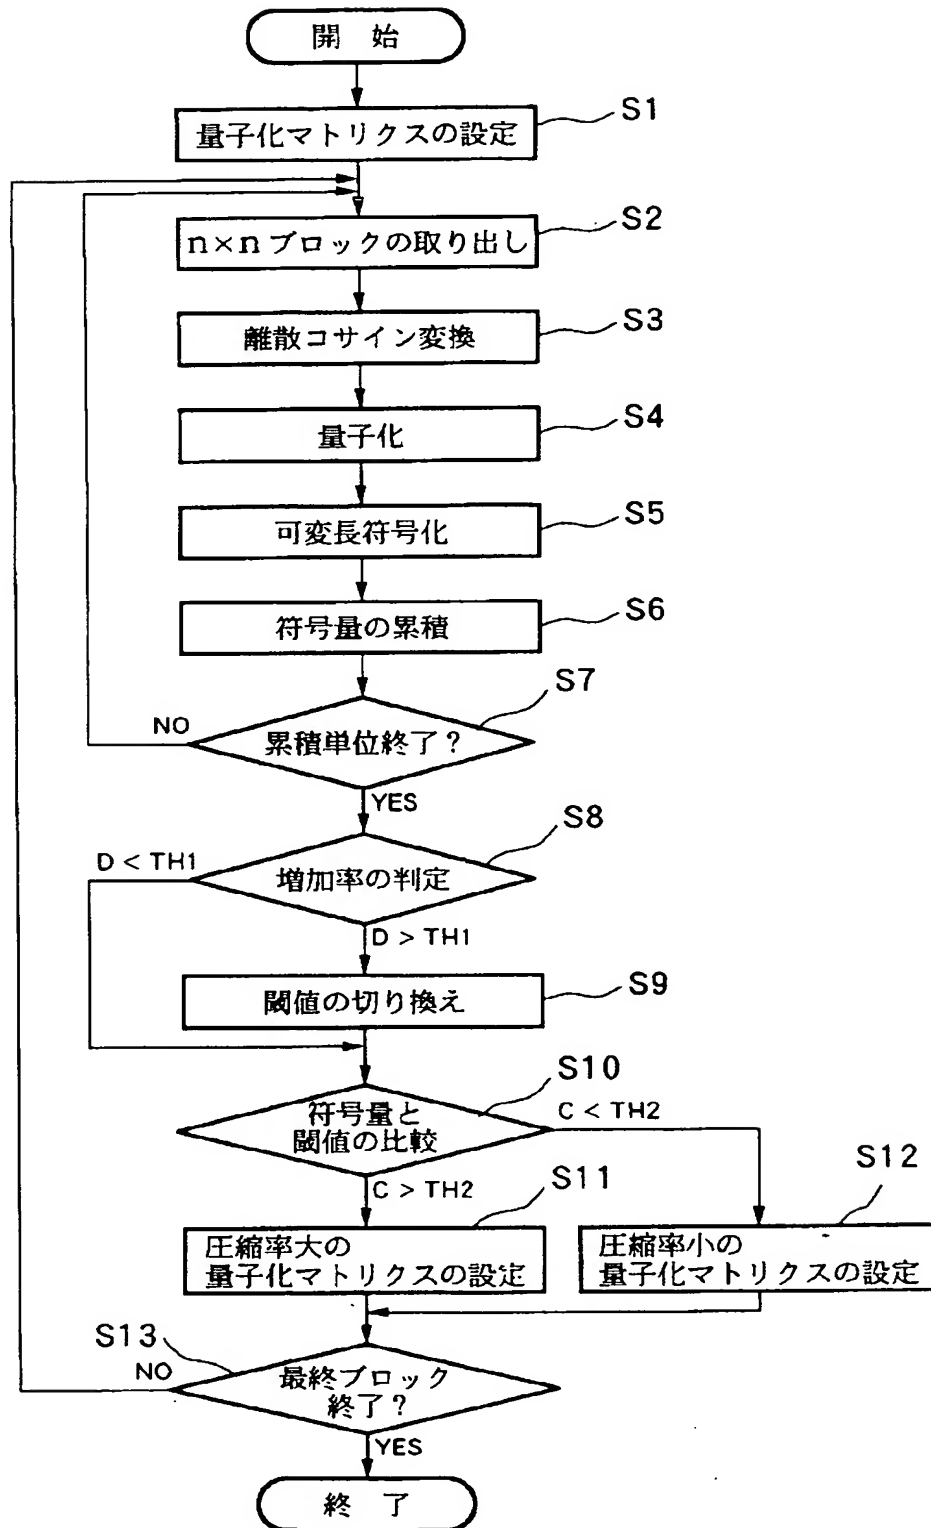 開 始
S1
量子化マトリクスの設定
S2
n×nブロックの取り出し
S3
離散コサイン変換
S4
量子化
S5
可変長符号化
S6
符号量の累積
S7
NO
累積単位終了?
YES
S8
D < TH1
増加率の判定
D > TH1
S9
閾値の切り換え
S10
符号量と
閾値の比較
C < TH2
C > TH2
S11
圧縮率大の
量子化マトリクスの設定
S12
圧縮率小の
量子化マトリクスの設定
S13
NO
最終ブロック
終了?
YES
終 了